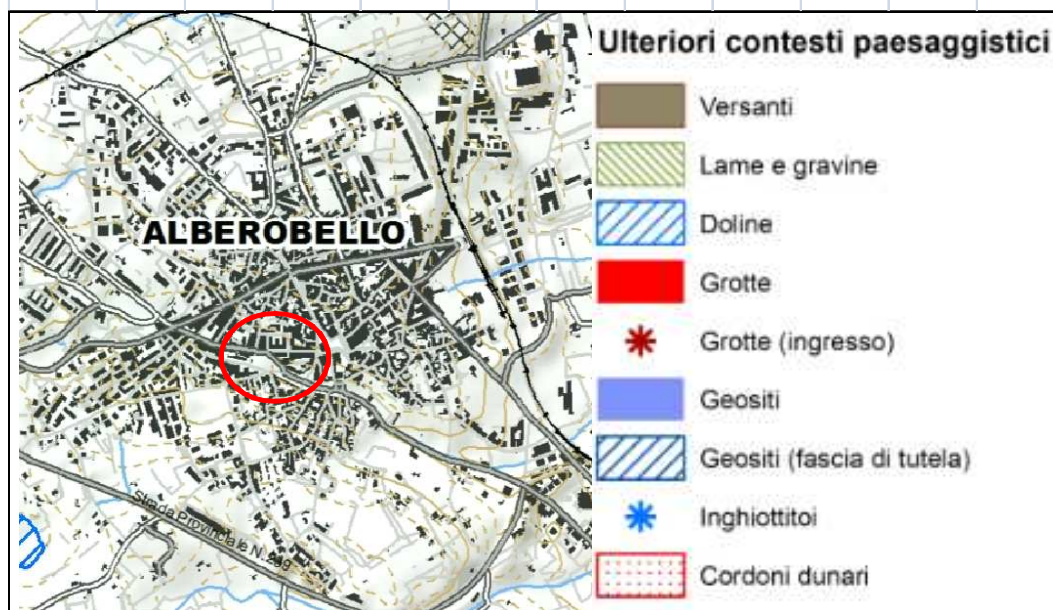 ALBEROBELLO
Strada Provinciale N.239
Ulteriori contesti paesaggistici
Versanti
Lame e gravine
Doline
Grotte
Grotte (ingresso)
Geositi
Geositi (fascia di tutela)
Inghiottitoi
Cordoni dunari